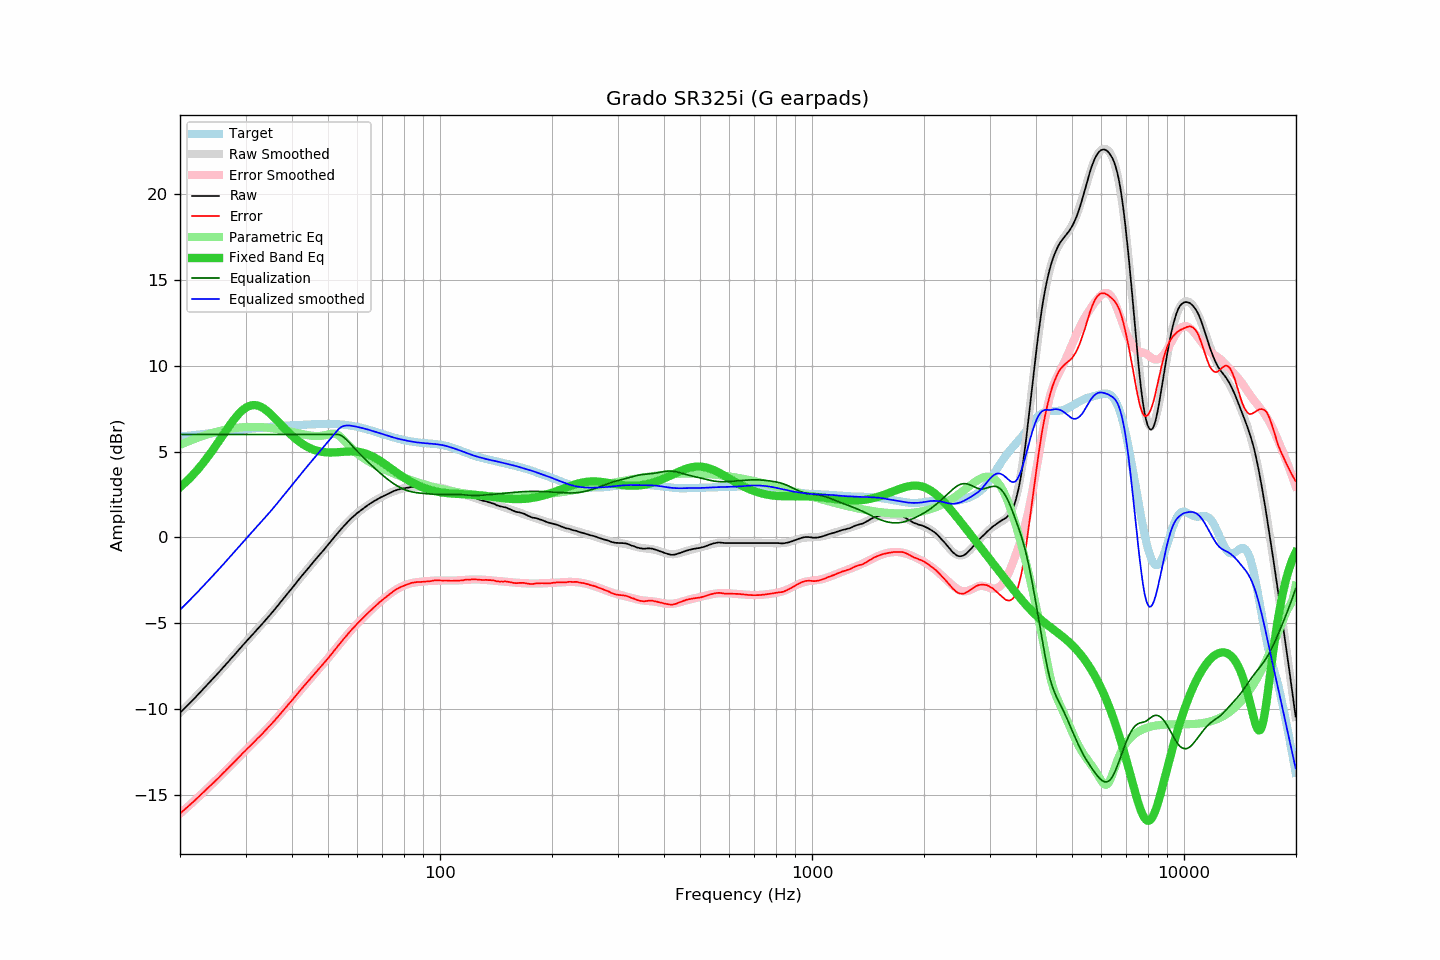 Grado SR325i (G earpads)
Target
Raw Smoothed
Error Smoothed
Raw
Error
Parametric Eq
Fixed Band Eq
Equalization
Equalized smoothed
20
15
10
5
0
−5
−10
−15
Amplitude (dBr)
100 1000 10000
Frequency (Hz)